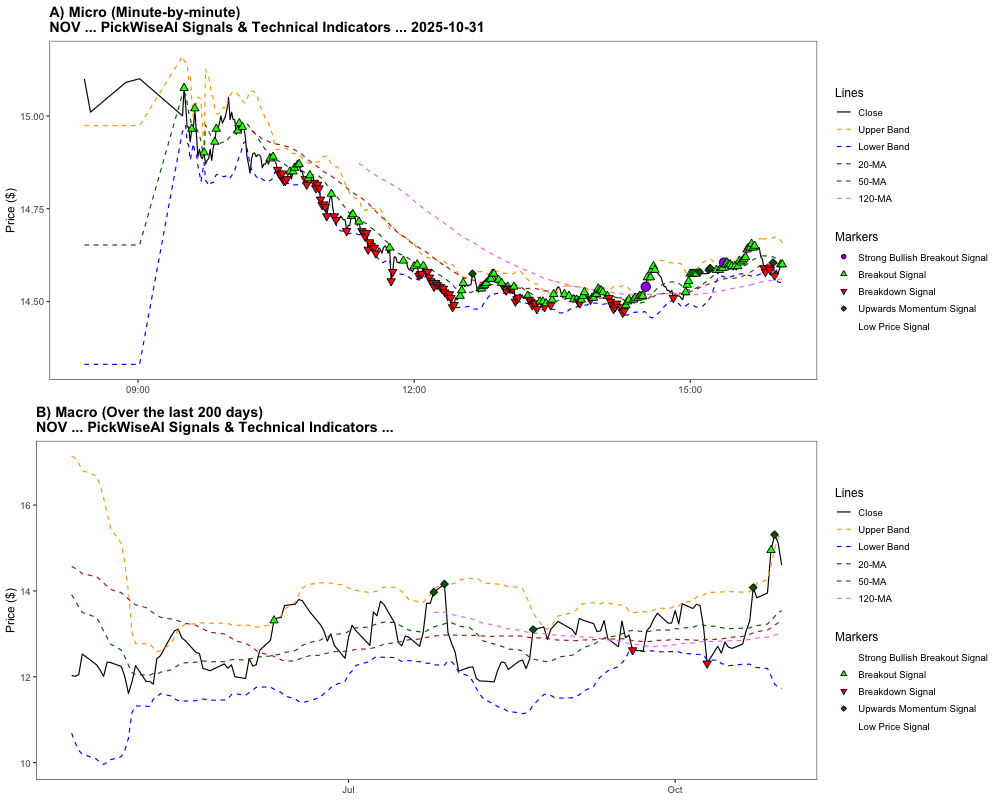 A) Micro (Minute-by-minute)
NOV ... PickWiseAI Signals & Technical Indicators ... 2025-10-31
Price ($)
15.00
14.75
14.50
09:00
12:00
15:00
Lines
Close
Upper Band
Lower Band
20-MA
50-MA
120-MA
Markers
Strong Bullish Breakout Signal
Breakout Signal
Breakdown Signal
Upwards Momentum Signal
Low Price Signal
B) Macro (Over the last 200 days)
NOV ... PickWiseAI Signals & Technical Indicators ...
Price ($)
16
14
12
10
Jul
Oct
Lines
Close
Upper Band
Lower Band
20-MA
50-MA
120-MA
Markers
Strong Bullish Breakout Signal
Breakout Signal
Breakdown Signal
Upwards Momentum Signal
Low Price Signal